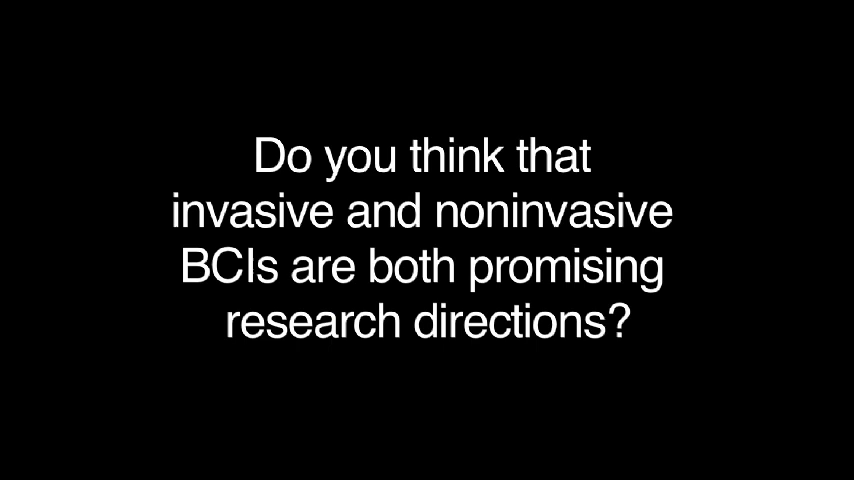 Do you think that
invasive and noninvasive
BCIs are both promising
research directions?